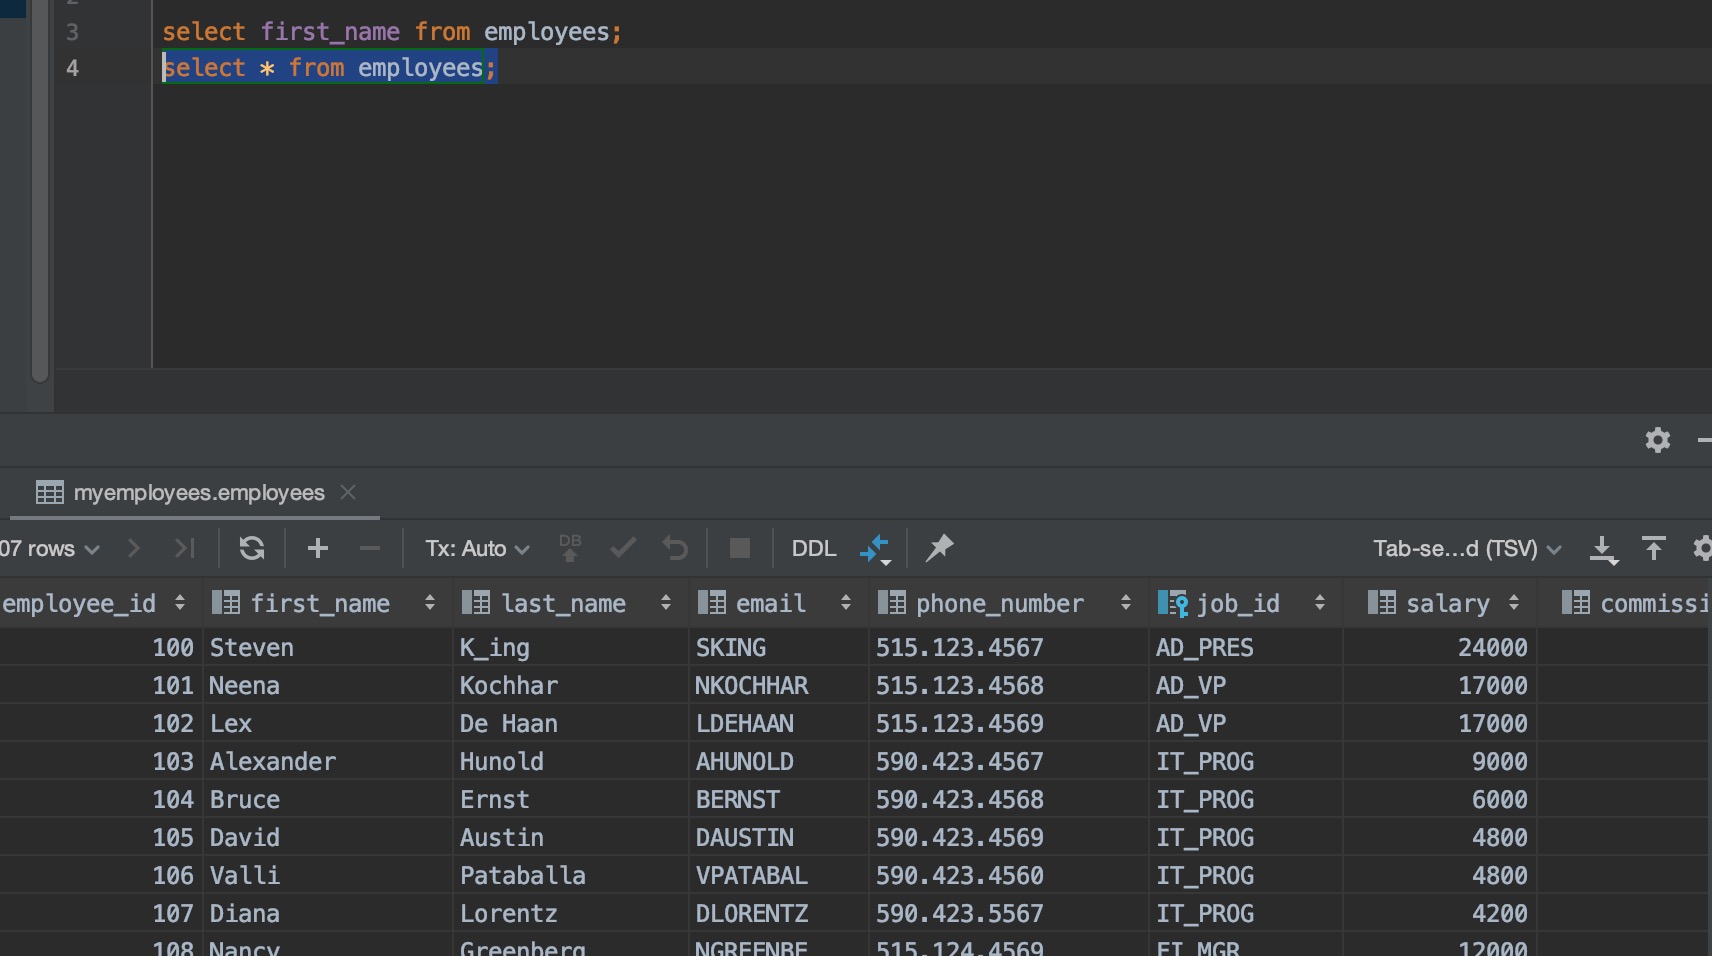 3 select first_name from employees;
4 select * from employees;
myemployees.employees
07 rows Tx: Auto DB DDL Tab-se...d (TSV)
employee_id first_name last_name email phone_number job_id salary commissi
100 Steven K_ing SKING 515.123.4567 AD_PRES 24000
101 Neena Kochhar NKOCHHAR 515.123.4568 AD_VP 17000
102 Lex De Haan LDEHAAN 515.123.4569 AD_VP 17000
103 Alexander Hunold AHUNOLD 590.423.4567 IT_PROG 9000
104 Bruce Ernst BERNST 590.423.4568 IT_PROG 6000
105 David Austin DAUSTIN 590.423.4569 IT_PROG 4800
106 Valli Pataballa VPATABAL 590.423.4560 IT_PROG 4800
107 Diana Lorentz DLORENTZ 590.423.5567 IT_PROG 4200
108 Nancy Greenberg NGREENBE 515.124.4569 FI_MGR 12000